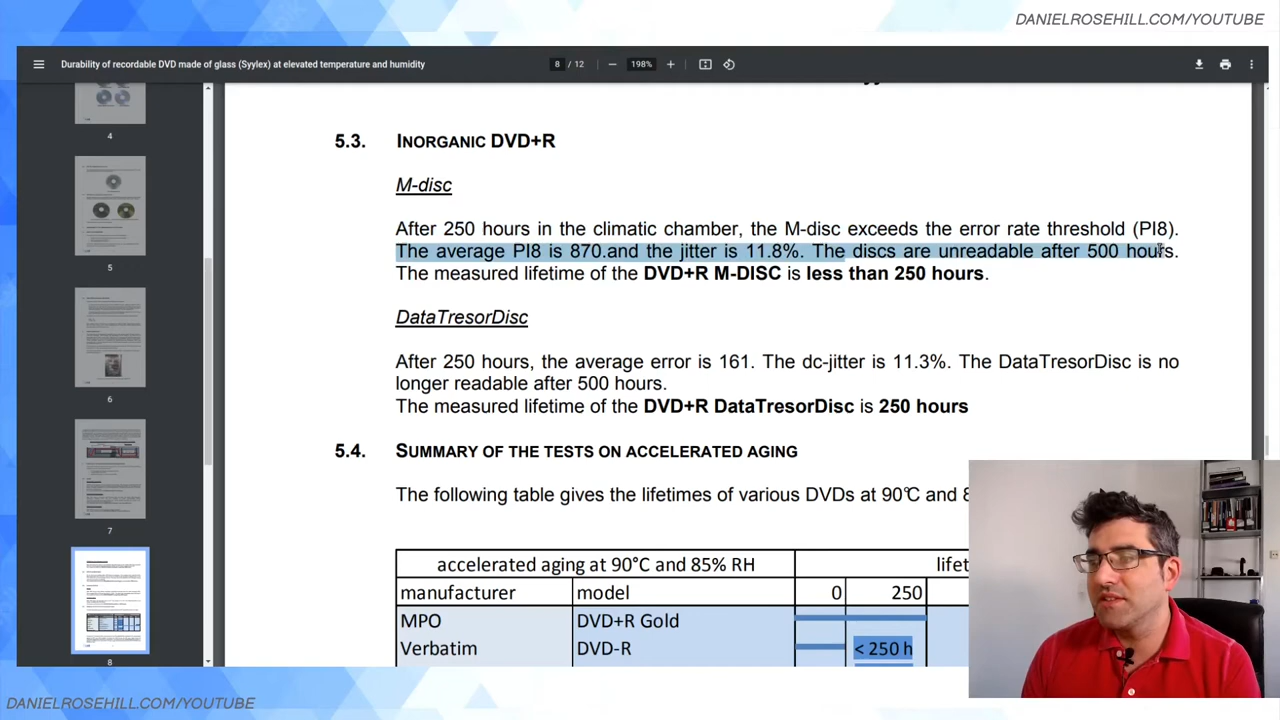 DANIELROSEHILL.COM/YOUTUBE
Durability of recordable DVD made of glass (Syylex) at elevated temperature and humidity
8 / 12
198%
4
5
6
7
8
5.3. INORGANIC DVD+R
M-disc
After 250 hours in the climatic chamber, the M-disc exceeds the error rate threshold (PI8).
The average PI8 is 870.and the jitter is 11.8%. The discs are unreadable after 500 hours.
The measured lifetime of the DVD+R M-DISC is less than 250 hours.
DataTresorDisc
After 250 hours, the average error is 161. The dc-jitter is 11.3%. The DataTresorDisc is no
longer readable after 500 hours.
The measured lifetime of the DVD+R DataTresorDisc is 250 hours
5.4. SUMMARY OF THE TESTS ON ACCELERATED AGING
The following table gives the lifetimes of various DVDs at 90°C and 8
accelerated aging at 90°C and 85% RH lifet
manufacturer model 0 250
MPO DVD+R Gold
Verbatim DVD-R < 250 h
DANIELROSEHILL.COM/YOUTUBE